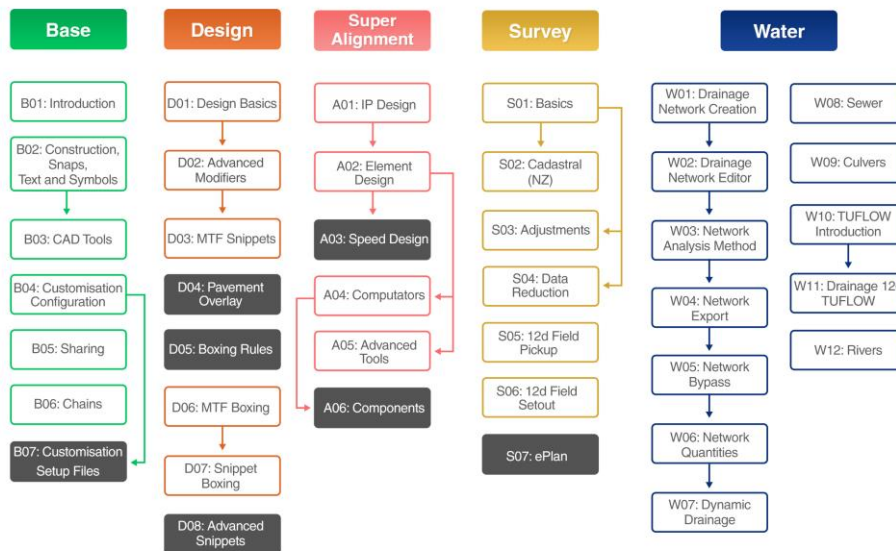 Base
B01: Introduction
B02: Construction,
Snaps,
Text and Symbols
B03: CAD Tools
B04: Customisation
Configuration
B05: Sharing
B06: Chains
B07: Customisation
Setup Files
Design
D01: Design Basics
D02: Advanced
Modifiers
D03: MTF Snippets
D04: Pavement
Overlay
D05: Boxing Rules
D06: MTF Boxing
D07: Snippet
Boxing
D08: Advanced
Snippets
Super
Alignment
A01: IP Design
A02: Element
Design
A03: Speed Design
A04: Computators
A05: Advanced
Tools
A06: Components
Survey
S01: Basics
S02: Cadastral
(NZ)
S03: Adjustments
S04: Data
Reduction
S05: 12d Field
Pickup
S06: 12d Field
Setout
S07: ePlan
Water
W01: Drainage
Network Creation
W02: Drainage
Network Editor
W03: Network
Analysis Method
W04: Network
Export
W05: Network
Bypass
W06: Network
Quantities
W07: Dynamic
Drainage
W08: Sewer
W09: Culvers
W10: TUFLOW
Introduction
W11: Drainage 12d
TUFLOW
W12: Rivers